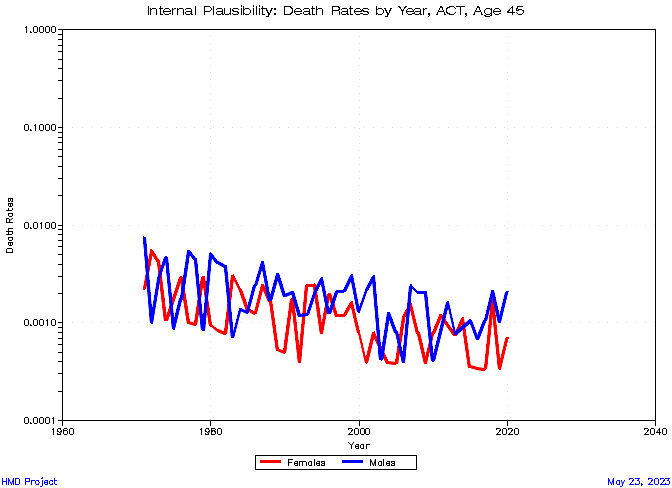 Internal Plausibility: Death Rates by Year, ACT, Age 45
1.0000
0.1000
0.0100
0.0010
0.0001
Death Rates
1960
1980
2000
2020
2040
Year
Females Males
HMD Project
May 23, 2023